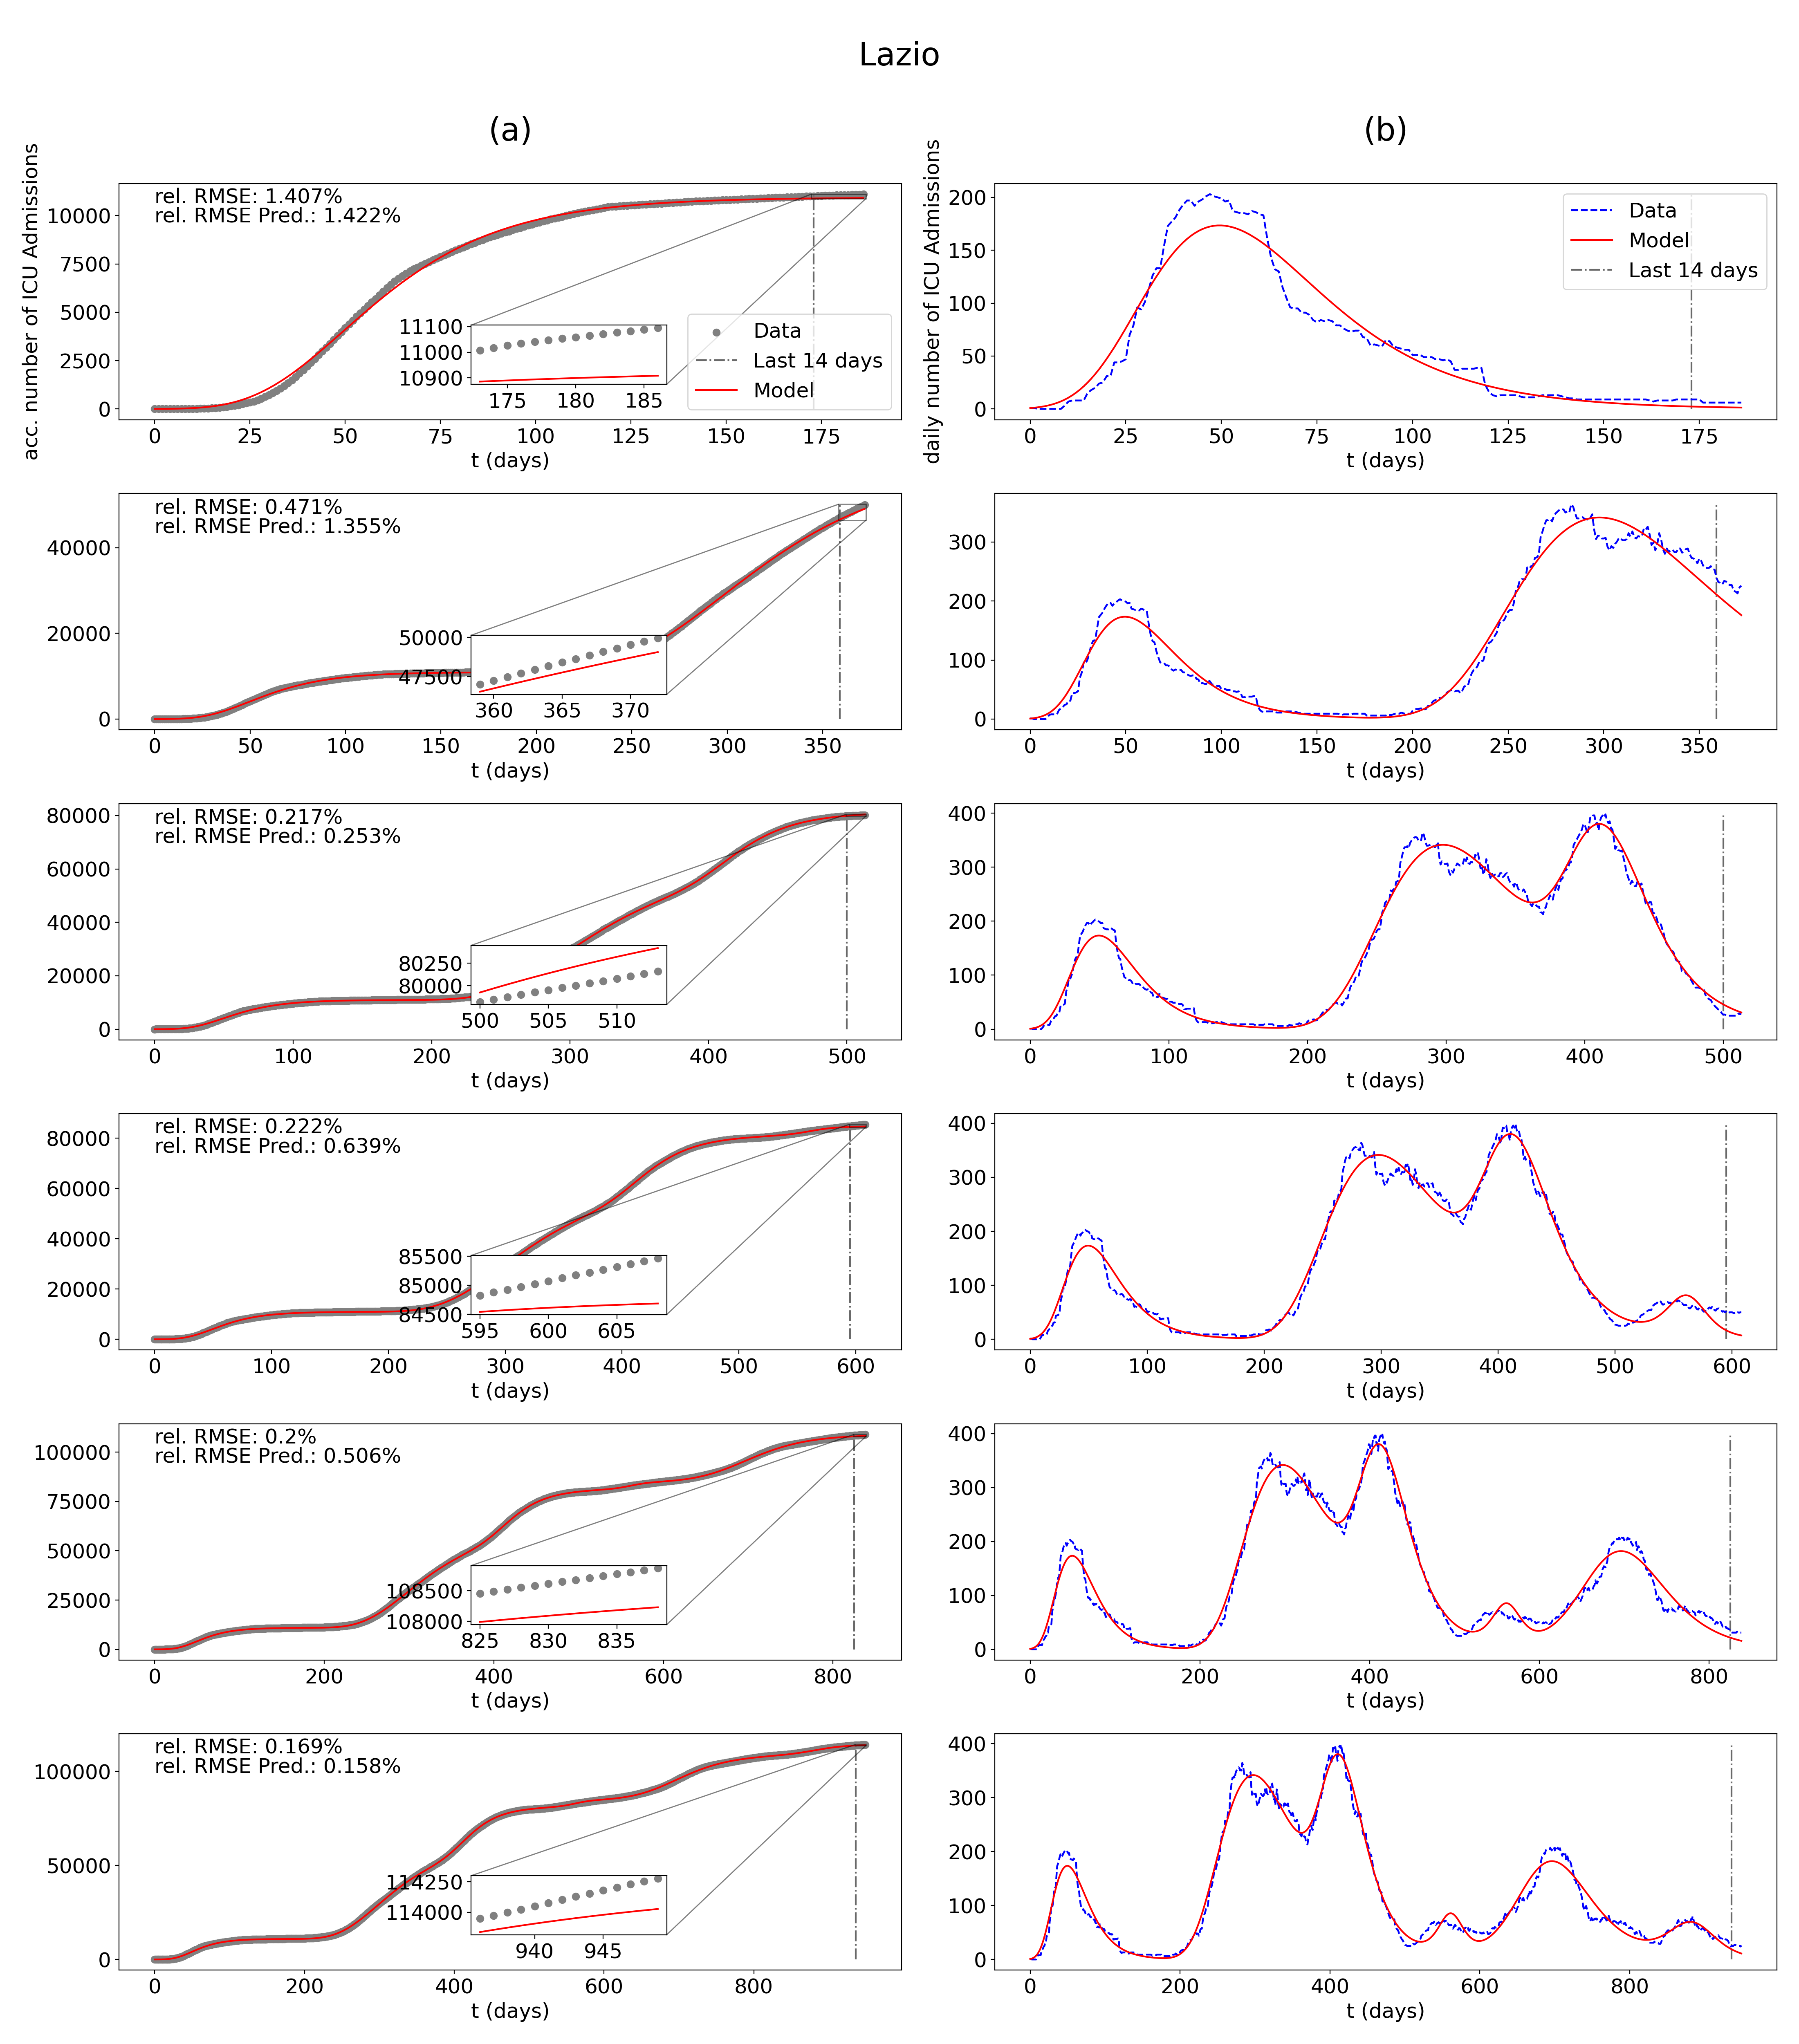 Lazio
(a)
(b)
acc. number of ICU Admissions
rel. RMSE: 1.407%
rel. RMSE Pred.: 1.422%
10000
7500
5000
2500
0
11100
11000
10900
175 180 185
Data
Last 14 days
Model
0 25 50 75 100 125 150 175
t (days)
daily number of ICU Admissions
200
150
100
50
0
Data
Model
Last 14 days
0 25 50 75 100 125 150 175
t (days)
rel. RMSE: 0.471%
rel. RMSE Pred.: 1.355%
40000
20000
0
50000
47500
360 365 370
0 50 100 150 200 250 300 350
t (days)
300
200
100
0
0 50 100 150 200 250 300 350
t (days)
rel. RMSE: 0.217%
rel. RMSE Pred.: 0.253%
80000
60000
40000
20000
0
80250
80000
500 505 510
0 100 200 300 400 500
t (days)
400
300
200
100
0
0 100 200 300 400 500
t (days)
rel. RMSE: 0.222%
rel. RMSE Pred.: 0.639%
80000
60000
40000
20000
0
85500
85000
84500
595 600 605
0 100 200 300 400 500 600
t (days)
400
300
200
100
0
0 100 200 300 400 500 600
t (days)
rel. RMSE: 0.2%
rel. RMSE Pred.: 0.506%
100000
75000
50000
25000
0
108500
108000
825 830 835
0 200 400 600 800
t (days)
400
300
200
100
0
0 200 400 600 800
t (days)
rel. RMSE: 0.169%
rel. RMSE Pred.: 0.158%
100000
50000
0
114250
114000
940 945
0 200 400 600 800
t (days)
400
300
200
100
0
0 200 400 600 800
t (days)